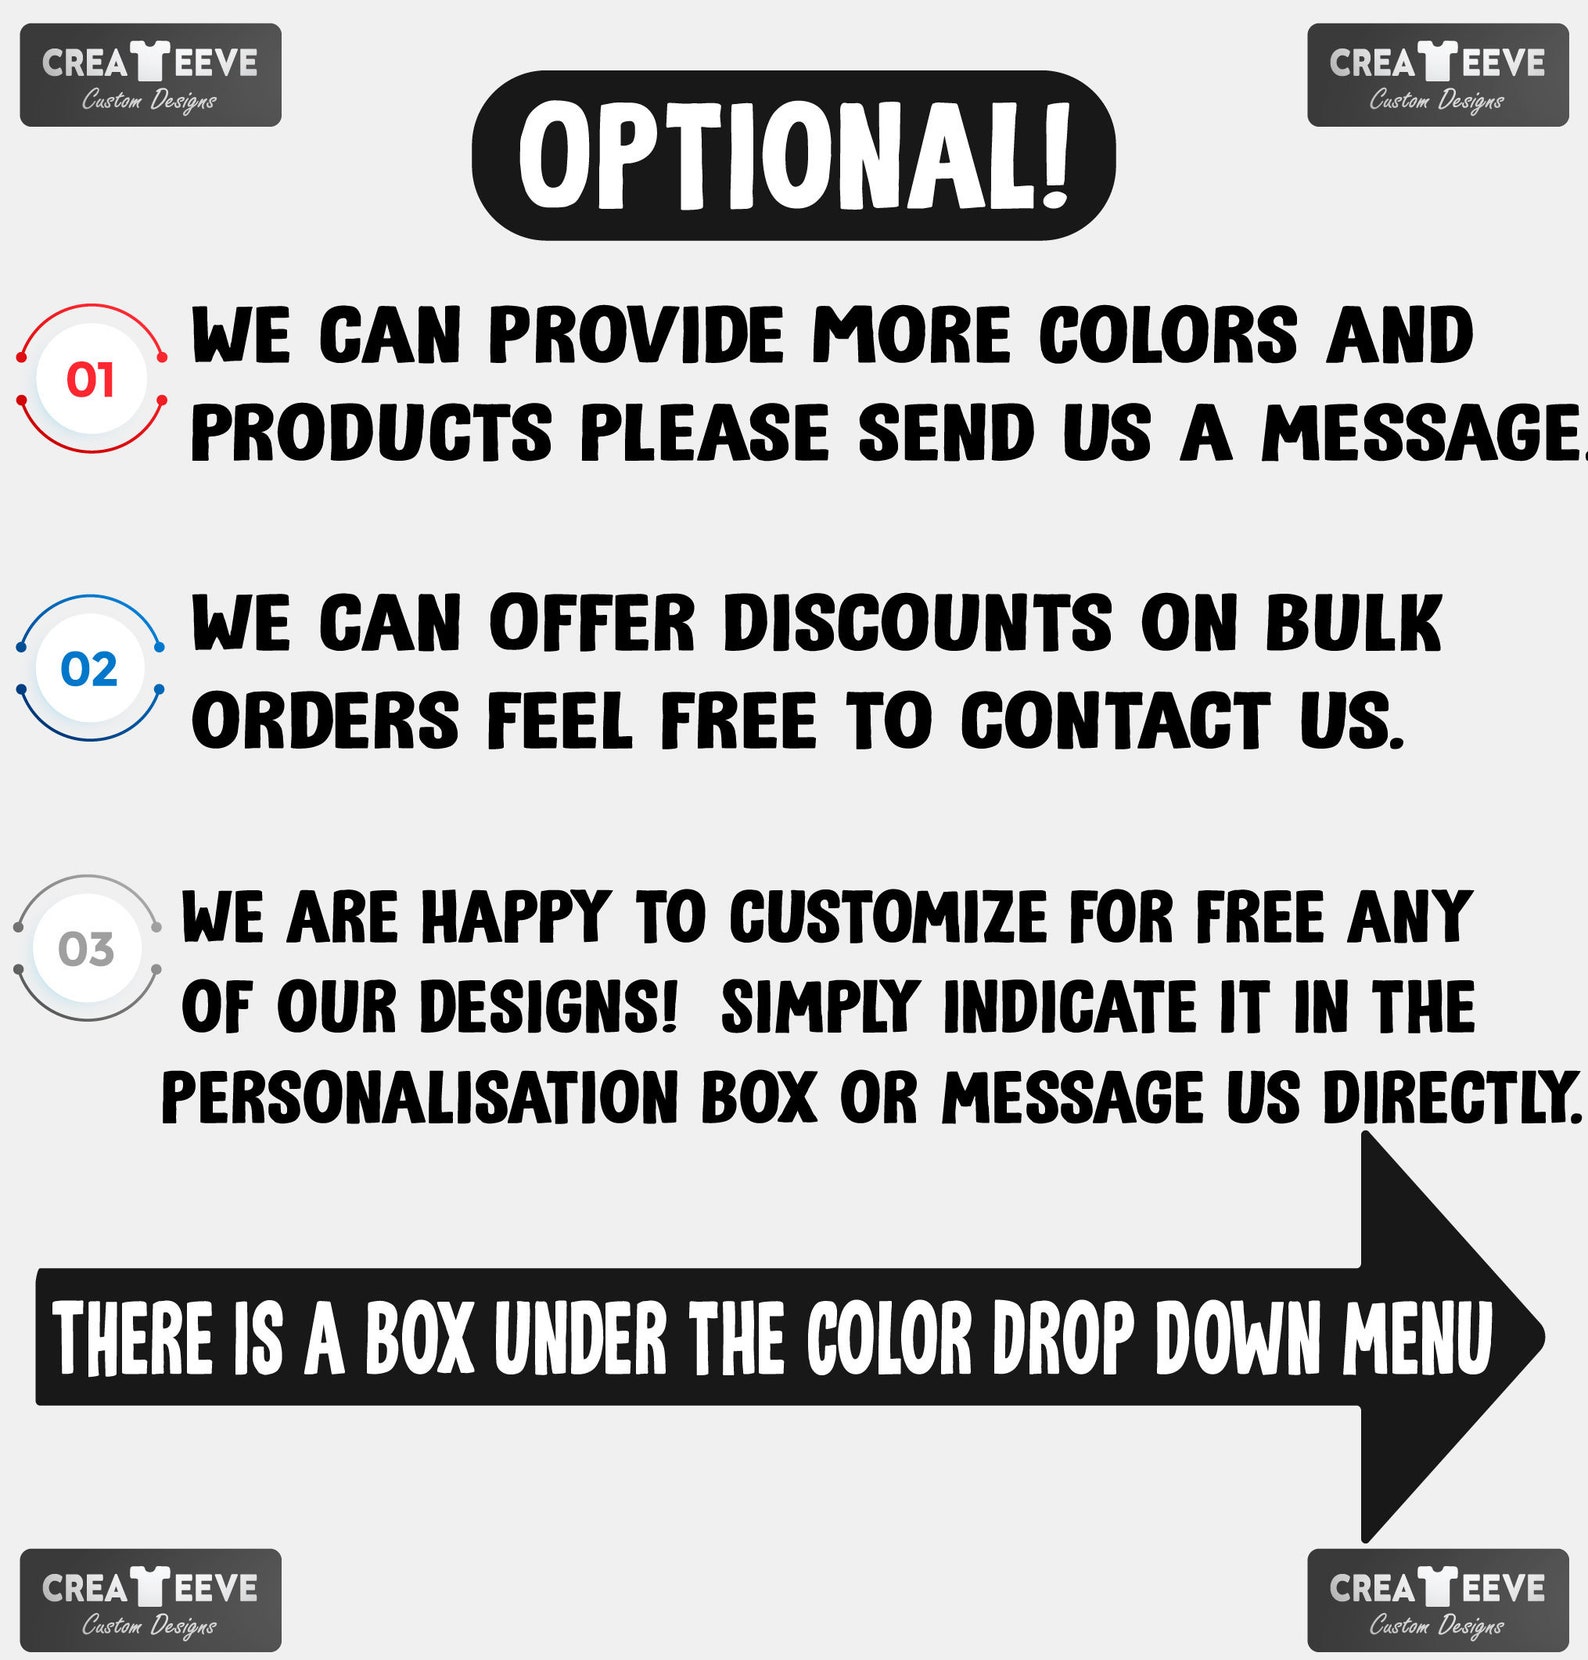 CREATEEVE
Custom Designs
CREATEEVE
Custom Designs
OPTIONAL!
01
WE CAN PROVIDE MORE COLORS AND
PRODUCTS PLEASE SEND US A MESSAGE.
02
WE CAN OFFER DISCOUNTS ON BULK
ORDERS FEEL FREE TO CONTACT US.
03
WE ARE HAPPY TO CUSTOMIZE FOR FREE ANY
OF OUR DESIGNS! SIMPLY INDICATE IT IN THE
PERSONALISATION BOX OR MESSAGE US DIRECTLY.
THERE IS A BOX UNDER THE COLOR DROP DOWN MENU
CREATEEVE
Custom Designs
CREATEEVE
Custom Designs